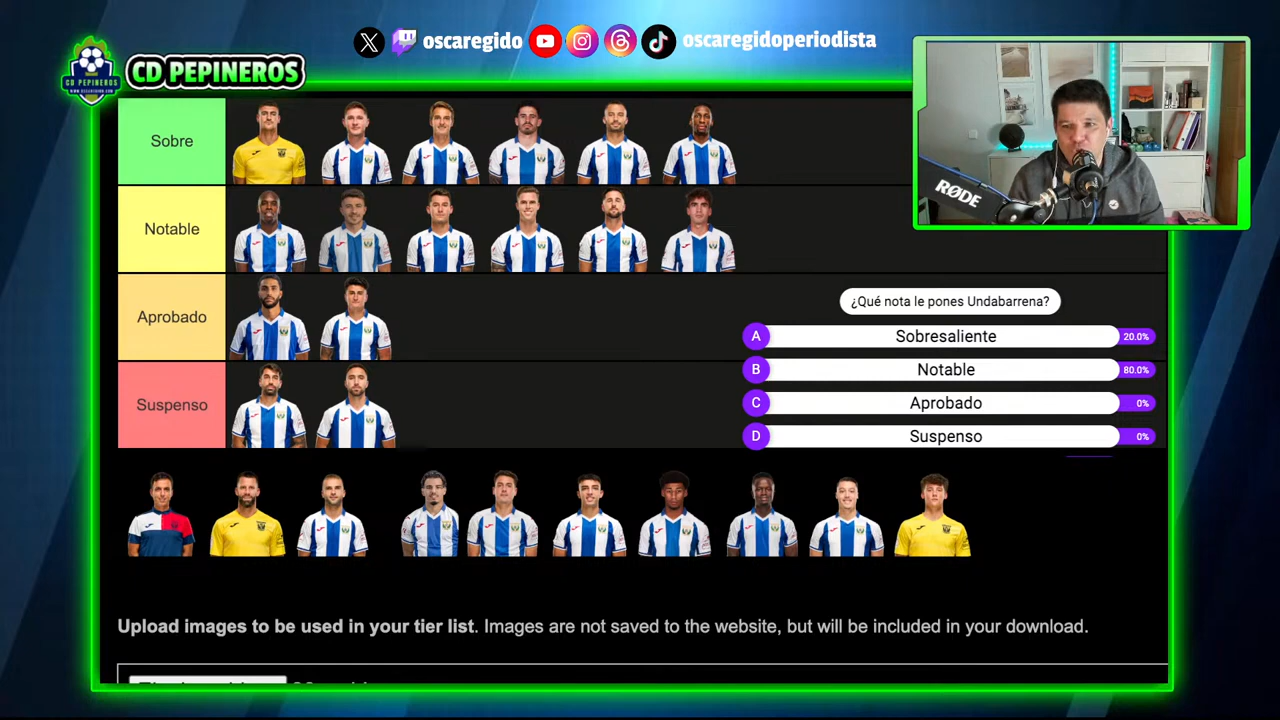 oscaregido
oscaregidoperiodista
CD PEPINEROS
CD PEPINEROS
RØDE
Sobre
Notable
Aprobado
Suspenso
¿Qué nota le pones Undabarrena?
A Sobresaliente 20.0%
B Notable 80.0%
C Aprobado 0%
D Suspenso 0%
Upload images to be used in your tier list. Images are not saved to the website, but will be included in your download.